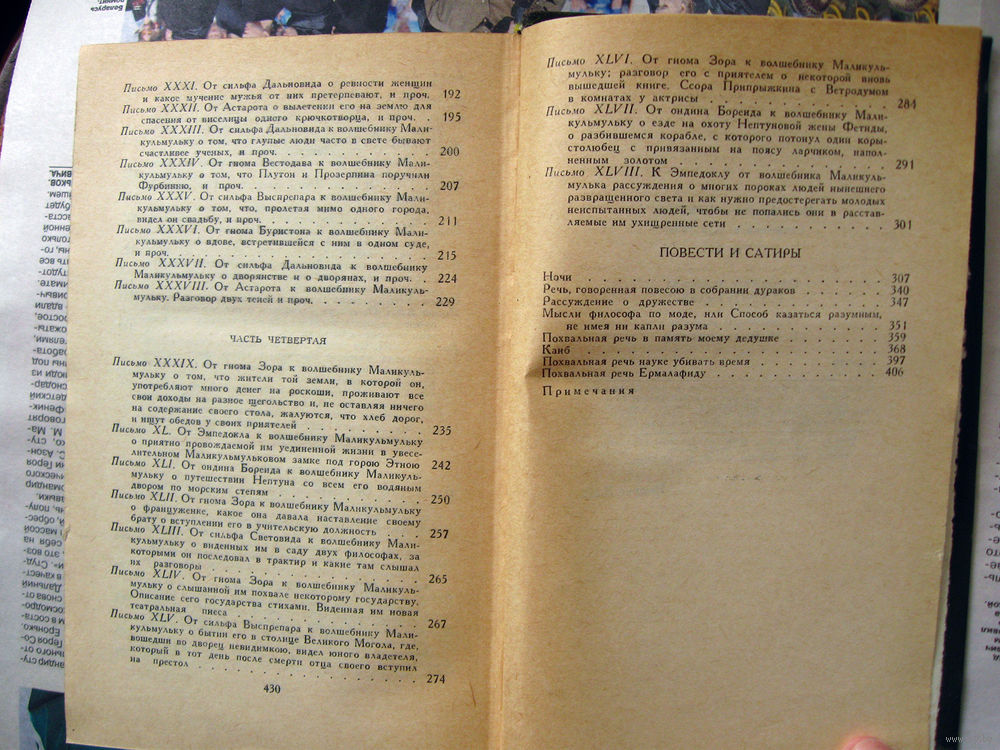 Письмо XXXI. От сильфа Дальновида о ревности женщин
и какое мучение мужья от них претерпевают, и проч. 192
Письмо XXXII. От Астарота о вылетении его на землю для
спасения от виселицы одного крючкотворца, и проч. . 195
Письмо XXXIII. От сильфа Дальновида к волшебнику Мали-
кульмульку о том, что глупые люди часто в свете бывают
счастливее ученых, и проч. . . . . . . . . . . . . 200
Письмо XXXIV. От гнома Вестодава к волшебнику Мали-
кульмульку о том, что Плутон и Прозерпина поручили
Фурбинию, и проч. . . . . . . . . . . . . . . 207
Письмо XXXV. От сильфа Выспрепара к волшебнику Мали-
кульмульку о том, что, пролетая мимо одного города,
видел он свадьбу, и проч. . . . . . . . . . . . . 211
Письмо XXXVI. От гнома Буристона к волшебнику Мали-
кульмульку о вдове, встретившейся с ним в одном суде,
и проч. . . . . . . . . . . . . . . . . . 215
Письмо XXXVII. От сильфа Дальновида к волшебнику
Маликульмульку о дворянстве и о дворянах, и проч. . 224
Письмо XXXVIII. От Астарота к волшебнику Маликуль-
мульку. Разговор двух теней и проч. . . . . . . . . 229
ЧАСТЬ ЧЕТВЕРТАЯ
Письмо XXXIX. От гнома Зора к волшебнику Маликуль-
мульку о том, что жители той земли, в которой он,
употребляют много денег на роскоши, проживают все
свои доходы на разное щегольство и, не оставляя ничего
на содержание своего стола, жалуются, что хлеб дорог,
и ищут обедов у своих приятелей . . . . . . . . . 235
Письмо XL. От Эмпедокла к волшебнику Маликульмульку
о приятно провождаемой им уединенной жизни в увесе-
лительном Маликульмульковом замке под горою Этною 242
Письмо XLI. От ондина Бореида к волшебнику Маликуль-
мульку о путешествии Нептуна со всем его водяным
двором по морским степям . . . . . . . . . . . 250
Письмо XLII. От гнома Зора к волшебнику Маликульмульку
о француженке, какое она давала наставление своему
брату о вступлении его в учительскую должность . . . 257
Письмо XLIII. От сильфа Световида к волшебнику Мали-
кульмульку о виденных им в саду двух философах, за
которыми он последовал в трактир и какие там слышал
их разговоры . . . . . . . . . . . . . . . 265
Письмо XLIV. От гнома Зора к волшебнику Маликуль-
мульку о слышанной им похвале некоторому государству.
Описание сего государства стихами. Виденная им новая
театральная пиеса . . . . . . . . . . . . . . 267
Письмо XLV. От сильфа Выспрепара к волшебнику Мали-
кульмульку о бытии его в столице Великого Могола, где,
вошедши во дворец невидимкою, видел юного владетеля,
который в тот день после смерти отца своего вступил
на престол . . . . . . . . . . . . . . . . 274
430
Письмо XLVI. От гнома Зора к волшебнику Маликуль-
мульку; разговор его с приятелем о некоторой вновь
вышедшей книге. Ссора Припрыжкина с Ветродумом
в комнатах у актрисы . . . . . . . . . . . . . 284
Письмо XLVII. От ондина Бореида к волшебнику Мали-
кульмульку о езде на охоту Нептуновой жены Фетиды,
о разбившемся корабле, с которого потонул один коры-
столюбец с привязанным на поясу ларчиком, напол-
ненным золотом . . . . . . . . . . . . . . . 291
Письмо XLVIII. К Эмпедоклу от волшебника Маликуль-
мулька рассуждения о многих пороках людей нынешнего
развращенного света и как нужно предостерегать молодых
неиспытанных людей, чтобы не попались они в расстав-
ляемые им ухищренные сети . . . . . . . . . . 301
ПОВЕСТИ И САТИРЫ
Ночи . . . . . . . . . . . . . . . . . . 307
Речь, говоренная повесою в собрании дураков . . . . . 340
Рассуждение о дружестве . . . . . . . . . . . . 347
Мысли философа по моде, или Способ казаться разумным,
не имея ни капли разума . . . . . . . . . . . . 351
Похвальная речь в память моему дедушке . . . . . . . 359
Каиб . . . . . . . . . . . . . . . . . . 368
Похвальная речь науке убивать время . . . . . . . . 397
Похвальная речь Ермалафиду . . . . . . . . . . . 406
Примечания